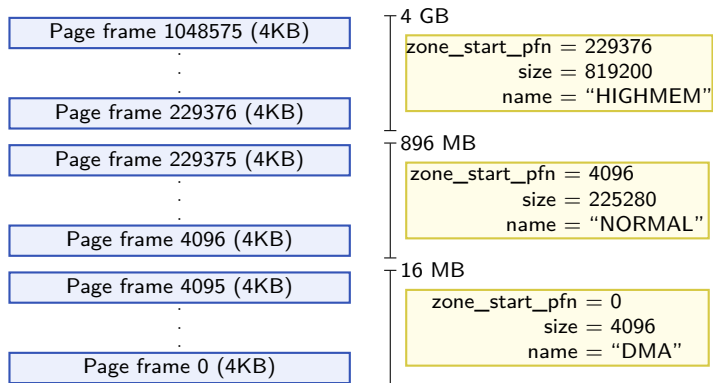 Page frame 1048575 (4KB)
.
.
.
Page frame 229376 (4KB)
Page frame 229375 (4KB)
.
.
.
Page frame 4096 (4KB)
Page frame 4095 (4KB)
.
.
.
Page frame 0 (4KB)
4 GB
zone_start_pfn = 229376
size = 819200
name = “HIGHMEM”
896 MB
zone_start_pfn = 4096
size = 225280
name = “NORMAL”
16 MB
zone_start_pfn = 0
size = 4096
name = “DMA”